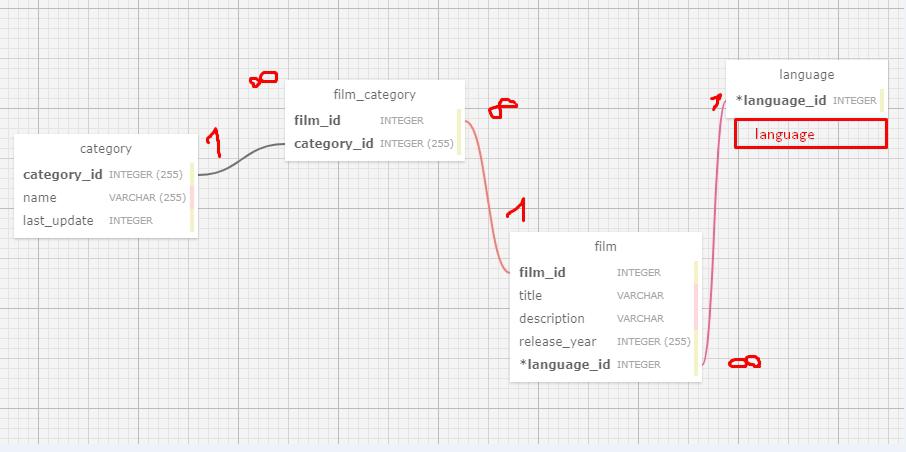 category
category_id INTEGER (255)
name VARCHAR (255)
last_update INTEGER
1
∞
film_category
film_id INTEGER
category_id INTEGER (255)
∞
1
film
film_id INTEGER
title VARCHAR
description VARCHAR
release_year INTEGER (255)
*language_id INTEGER
∞
language
1
*language_id INTEGER
language